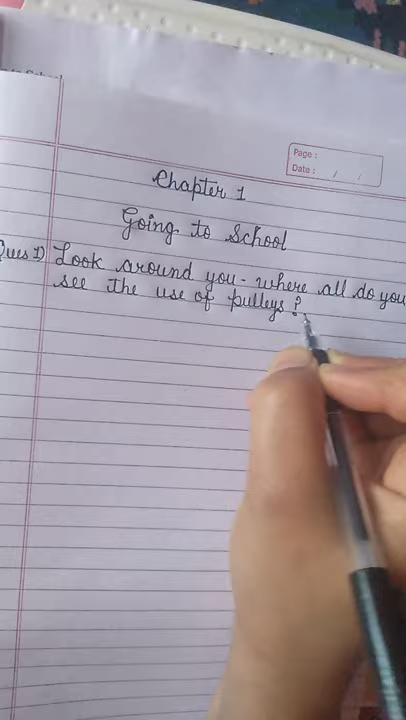 Page :
Date : / /
Chapter 1
Going to School
Ques 1) Look around you - where all do you
see the use of pulleys ?